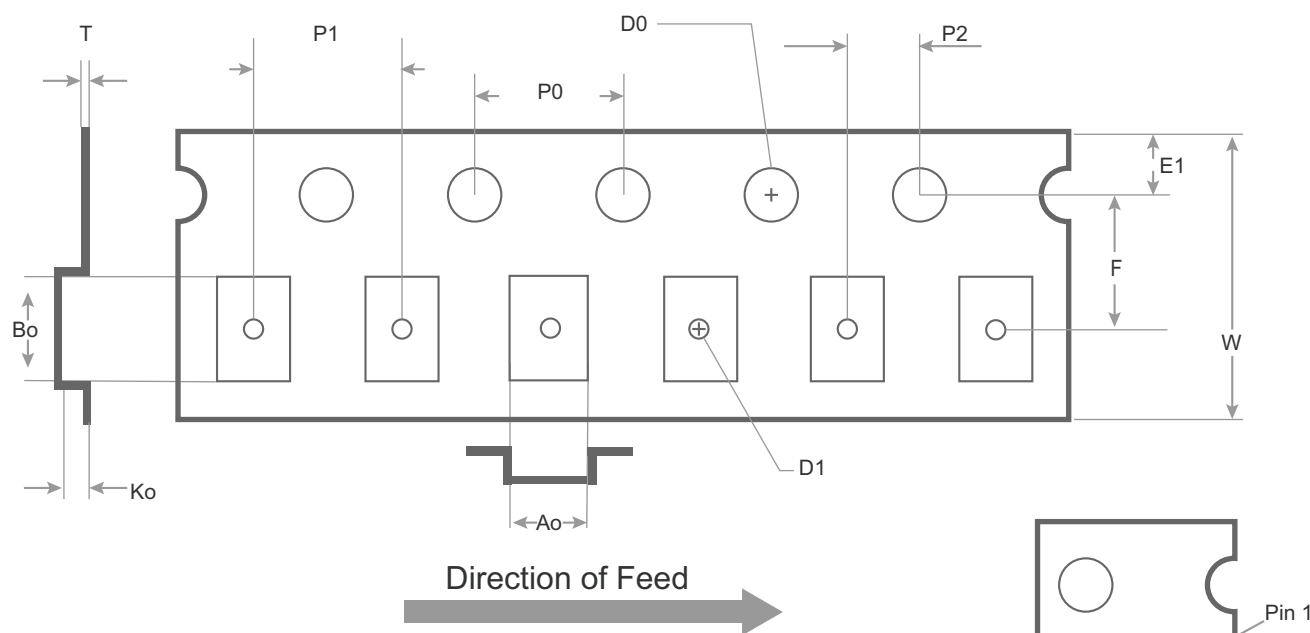 T
P1
D0
P2
P0
E1
F
Bo
W
D1
Ko
Ao
Direction of Feed
Pin 1